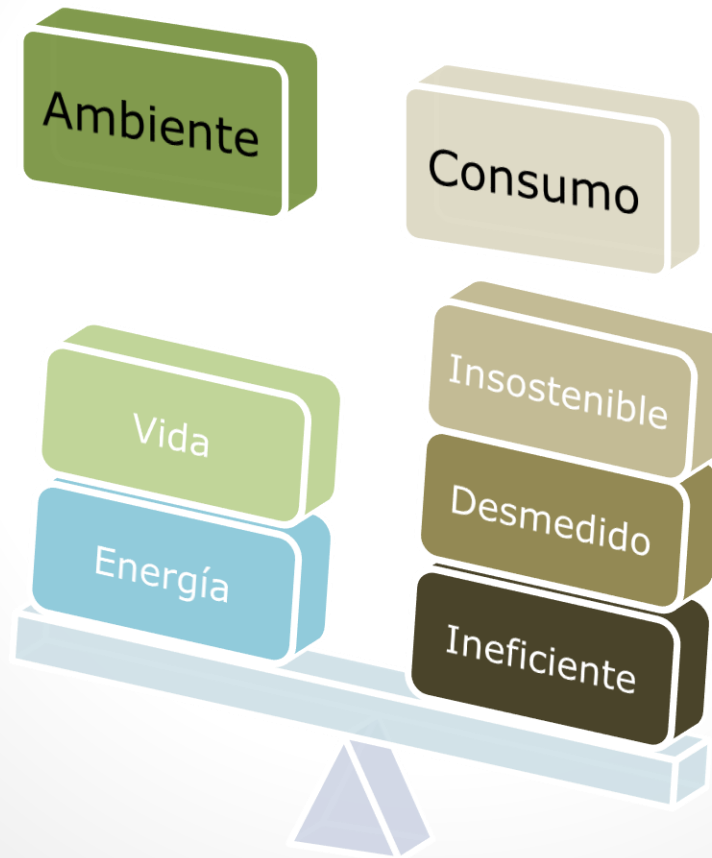 Ambiente
Consumo
Vida
Energía
Insostenible
Desmedido
Ineficiente